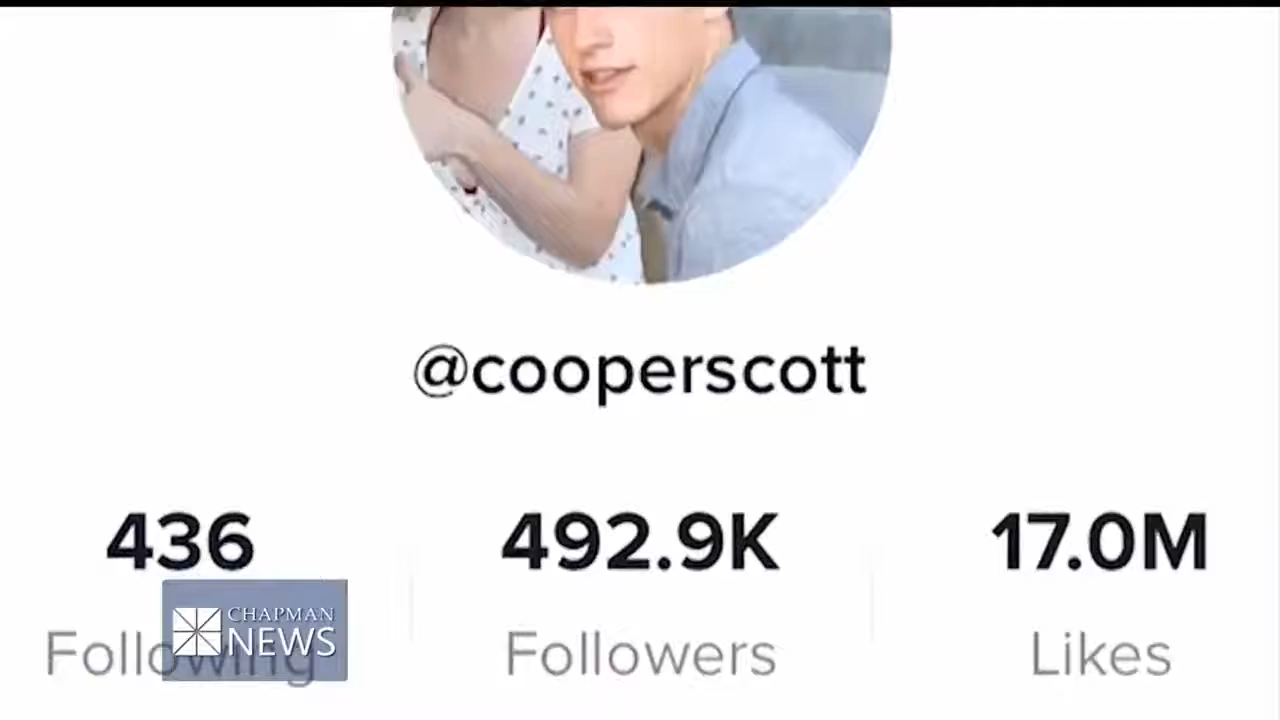 @cooperscott
436 492.9K 17.0M
CHAPMAN
NEWS
Following Followers Likes